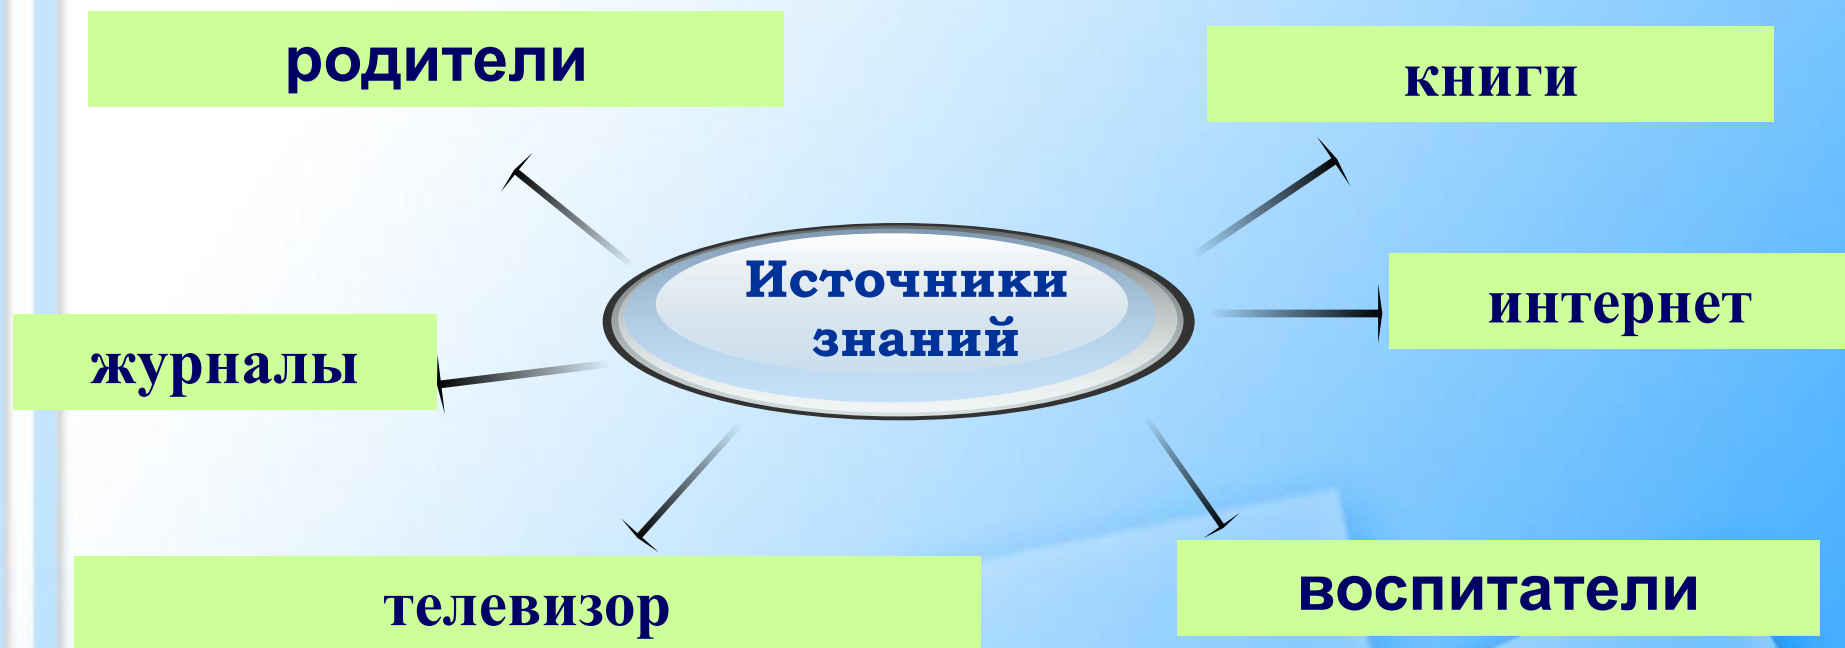 родители
книги
Источники
знаний
интернет
журналы
телевизор
воспитатели